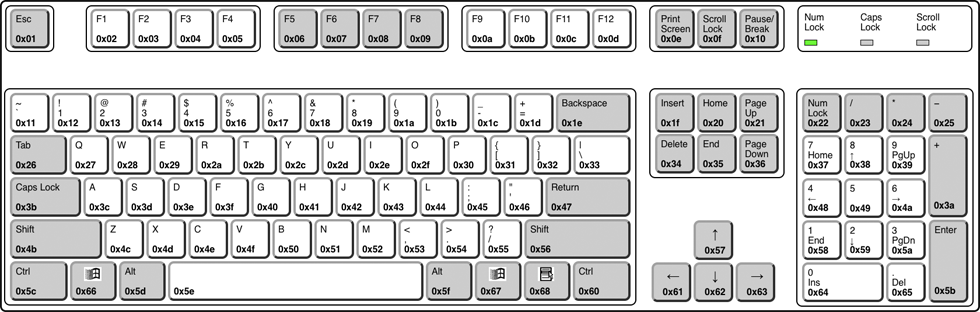 Esc F1 F2 F3 F4 F5 F6 F7 F8 F9 F10 F11 F12 Print Screen Scroll Lock Pause/ Break Num Lock Caps Lock Scroll Lock
0x01 0x02 0x03 0x04 0x05 0x06 0x07 0x08 0x09 0x0a 0x0b 0x0c 0x0d 0x0e 0x0f 0x10
~ ! @ # $ % ^ & * ( ) _ + Backspace Insert Home Page Up Num Lock / * −
` 1 2 3 4 5 6 7 8 9 0 - =
0x11 0x12 0x13 0x14 0x15 0x16 0x17 0x18 0x19 0x1a 0x1b 0x1c 0x1d 0x1e 0x1f 0x20 0x21 0x22 0x23 0x24 0x25
Tab Q W E R T Y U I O P { [ } ] | \ Delete End Page Down 7 Home 8 ↑ 9 PgUp +
0x26 0x27 0x28 0x29 0x2a 0x2b 0x2c 0x2d 0x2e 0x2f 0x30 0x31 0x32 0x33 0x34 0x35 0x36 0x37 0x38 0x39
Caps Lock A S D F G H J K L : ; " ' Return 4 ← 5 6 →
0x3b 0x3c 0x3d 0x3e 0x3f 0x40 0x41 0x42 0x43 0x44 0x45 0x46 0x47 0x48 0x49 0x4a 0x3a
Shift Z X C V B N M < , > . ? / Shift ↑ 1 End 2 ↓ 3 PgDn Enter
0x4b 0x4c 0x4d 0x4e 0x4f 0x50 0x51 0x52 0x53 0x54 0x55 0x56 0x57 0x58 0x59 0x5a
Ctrl Alt Alt Ctrl ← ↓ → 0 Ins . Del
0x5c 0x66 0x5d 0x5e 0x5f 0x67 0x68 0x60 0x61 0x62 0x63 0x64 0x65 0x5b